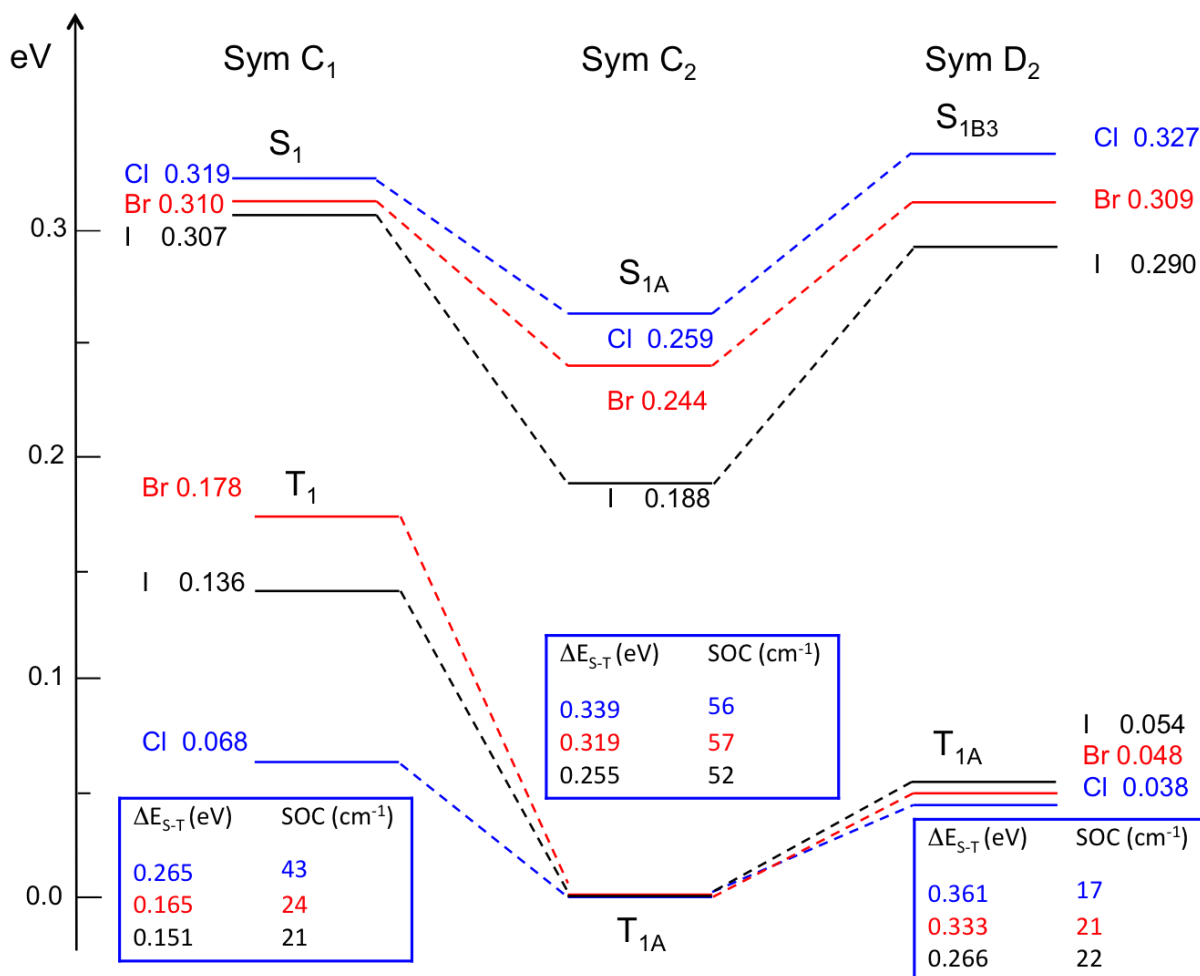 eV
Sym C₁
Sym C₂
Sym D₂
S₁
Cl 0.319
Br 0.310
I 0.307
S₁A
Cl 0.259
Br 0.244
I 0.188
S₁B3
Cl 0.327
Br 0.309
I 0.290
0.3
0.2
0.1
0.0
T₁
Br 0.178
I 0.136
Cl 0.068
ΔE_S-T (eV) SOC (cm⁻¹)
0.265 43
0.165 24
0.151 21
ΔE_S-T (eV) SOC (cm⁻¹)
0.339 56
0.319 57
0.255 52
T₁A
T₁A
I 0.054
Br 0.048
Cl 0.038
ΔE_S-T (eV) SOC (cm⁻¹)
0.361 17
0.333 21
0.266 22